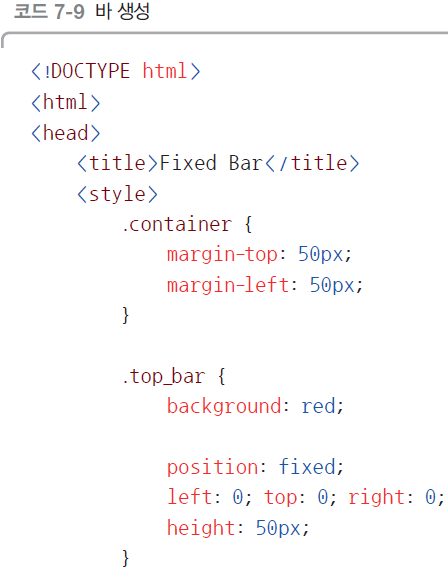 코드 7-9 바 생성
<!DOCTYPE html>
<html>
<head>
<title>Fixed Bar</title>
<style>
.container {
margin-top: 50px;
margin-left: 50px;
}
.top_bar {
background: red;
position: fixed;
left: 0; top: 0; right: 0;
height: 50px;
}